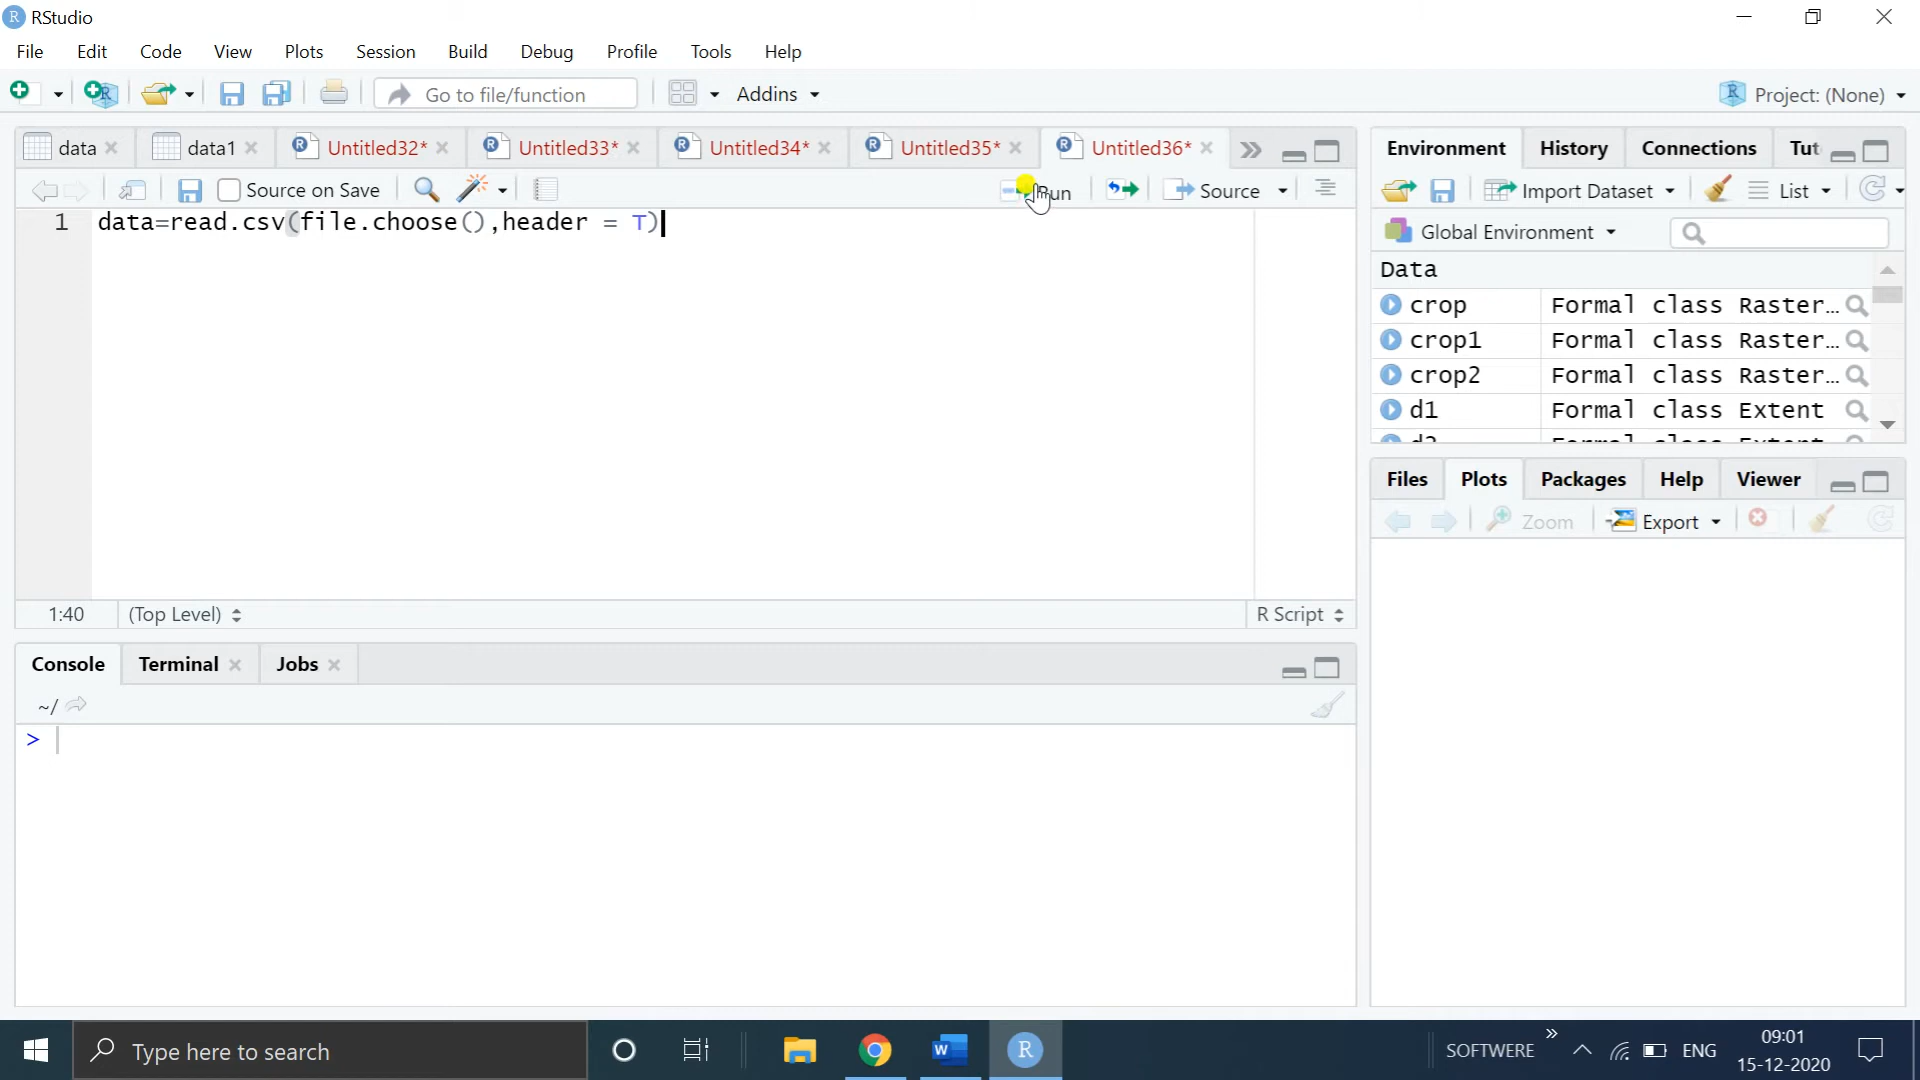 RStudio
File Edit Code View Plots Session Build Debug Profile Tools Help
Go to file/function Addins Project: (None)
data data1 Untitled32* Untitled33* Untitled34* Untitled35* Untitled36*
Source on Save Run Source
1 data=read.csv(file.choose(),header = T)
1:40 (Top Level) R Script
Console Terminal Jobs
~/
>
Environment History Connections Tut
Import Dataset List
Global Environment
Data
crop Formal class Raster…
crop1 Formal class Raster…
crop2 Formal class Raster…
d1 Formal class Extent
Files Plots Packages Help Viewer
Zoom Export
Type here to search
SOFTWERE ENG 09:01
15-12-2020